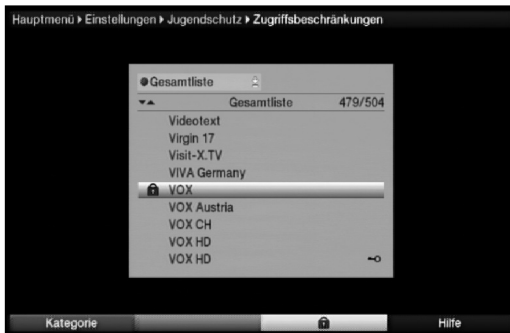 Hauptmenü Einstellungen Jugendschutz Zugriffsbeschränkungen
Gesamtliste
Gesamtliste 479/504
Videotext
Virgin 17
Visit-X.TV
VIVA Germany
VOX
VOX Austria
VOX CH
VOX HD
VOX HD
Kategorie Hilfe